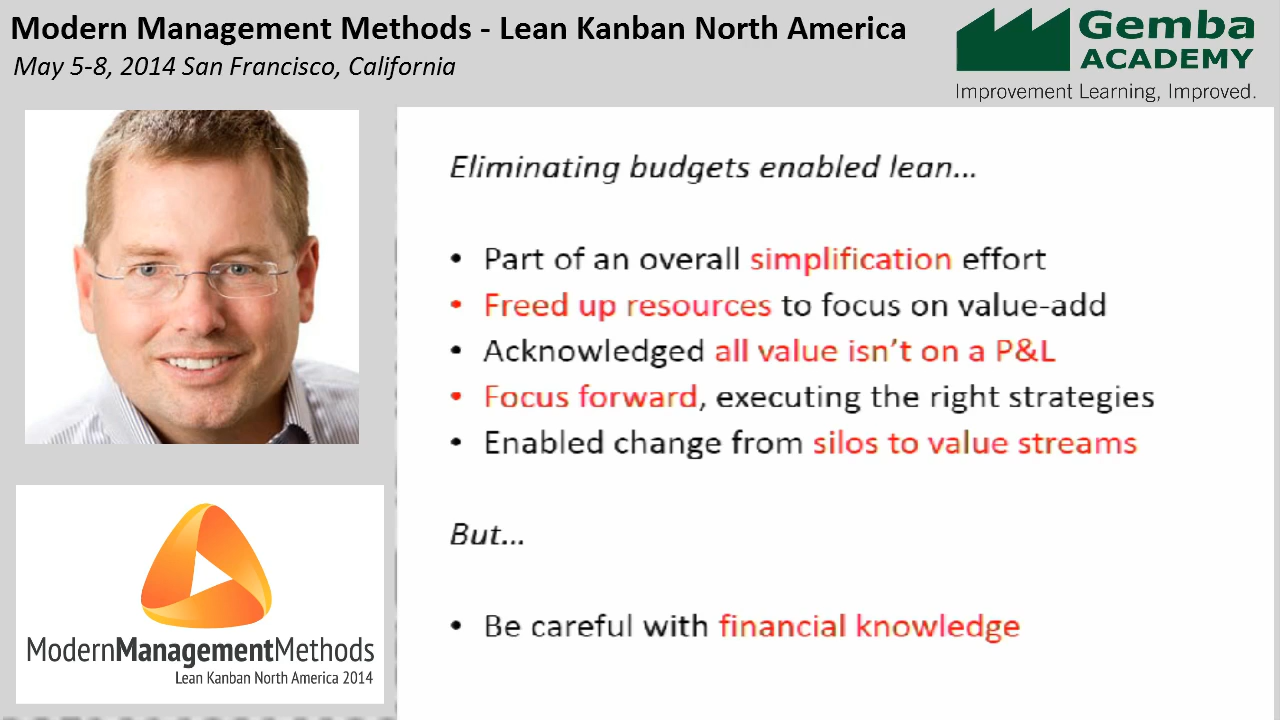 Modern Management Methods - Lean Kanban North America
May 5-8, 2014 San Francisco, California
Gemba
ACADEMY
Improvement Learning, Improved.
Eliminating budgets enabled lean...
• Part of an overall simplification effort
• Freed up resources to focus on value-add
• Acknowledged all value isn't on a P&L
• Focus forward, executing the right strategies
• Enabled change from silos to value streams
But...
• Be careful with financial knowledge
ModernManagementMethods
Lean Kanban North America 2014